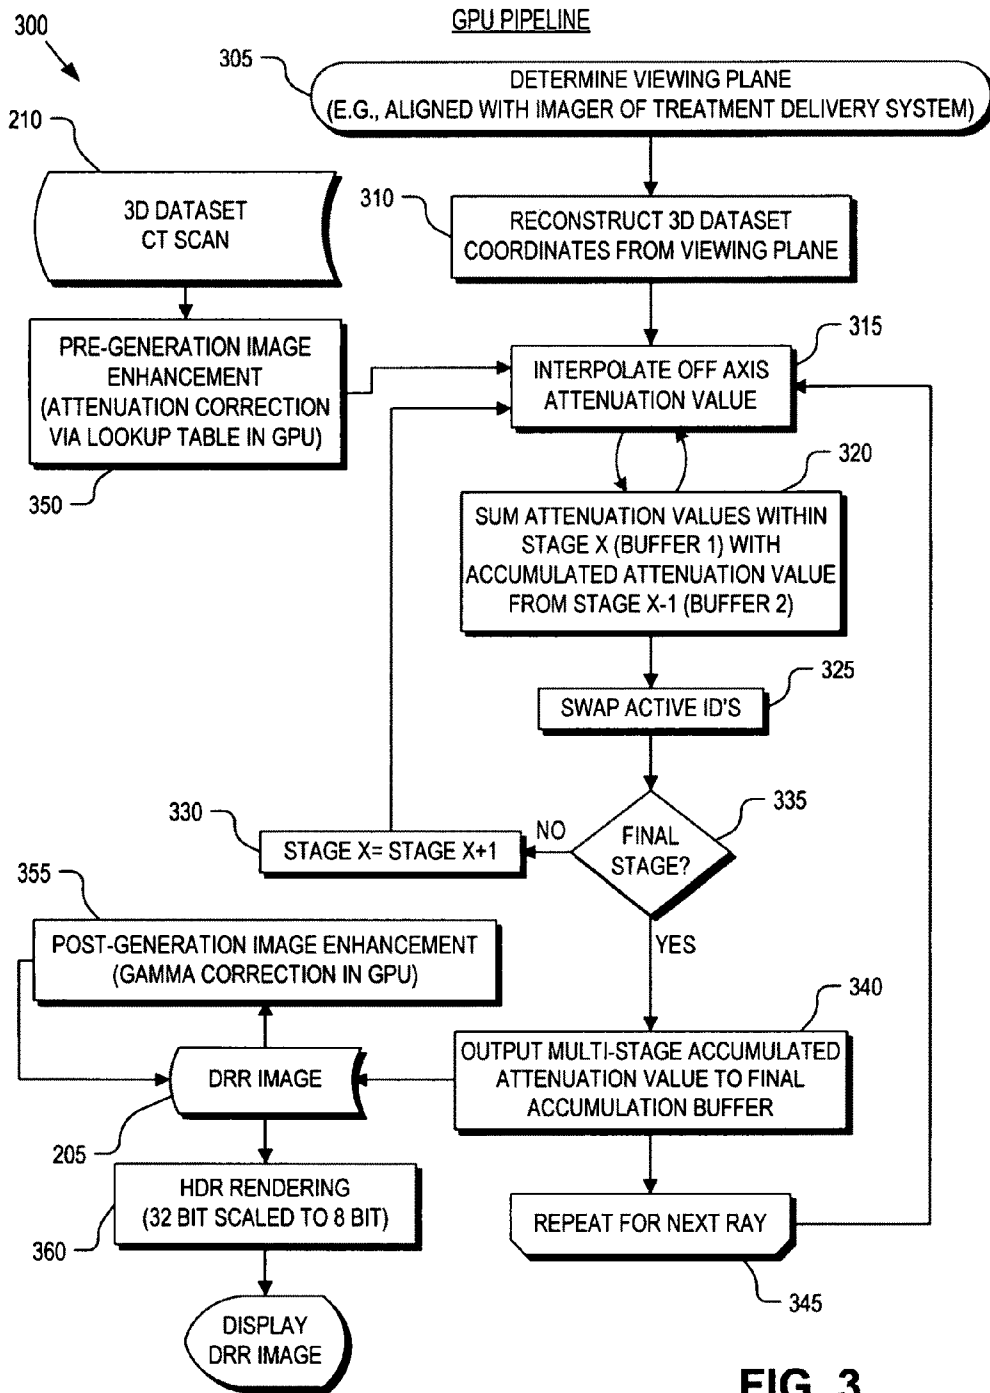 300
GPU PIPELINE
305
DETERMINE VIEWING PLANE
(E.G., ALIGNED WITH IMAGER OF TREATMENT DELIVERY SYSTEM)
210
3D DATASET
CT SCAN
310
RECONSTRUCT 3D DATASET
COORDINATES FROM VIEWING PLANE
PRE-GENERATION IMAGE
ENHANCEMENT
(ATTENUATION CORRECTION
VIA LOOKUP TABLE IN GPU)
350
315
INTERPOLATE OFF AXIS
ATTENUATION VALUE
320
SUM ATTENUATION VALUES WITHIN
STAGE X (BUFFER 1) WITH
ACCUMULATED ATTENUATION VALUE
FROM STAGE X-1 (BUFFER 2)
325
SWAP ACTIVE ID'S
335
FINAL
STAGE?
NO
330
STAGE X= STAGE X+1
YES
355
POST-GENERATION IMAGE ENHANCEMENT
(GAMMA CORRECTION IN GPU)
340
OUTPUT MULTI-STAGE ACCUMULATED
ATTENUATION VALUE TO FINAL
ACCUMULATION BUFFER
DRR IMAGE
205
HDR RENDERING
(32 BIT SCALED TO 8 BIT)
360
REPEAT FOR NEXT RAY
345
DISPLAY
DRR IMAGE
FIG. 3